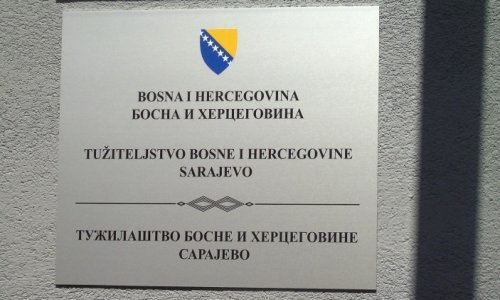 BOSNA I HERCEGOVINA
БОСНА И ХЕРЦЕГОВИНА
TUŽITELJSTVO BOSNE I HERCEGOVINE
SARAJEVO
ТУЖИЛАШТВО БОСНЕ И ХЕРЦЕГОВИНЕ
САРАЈЕВО